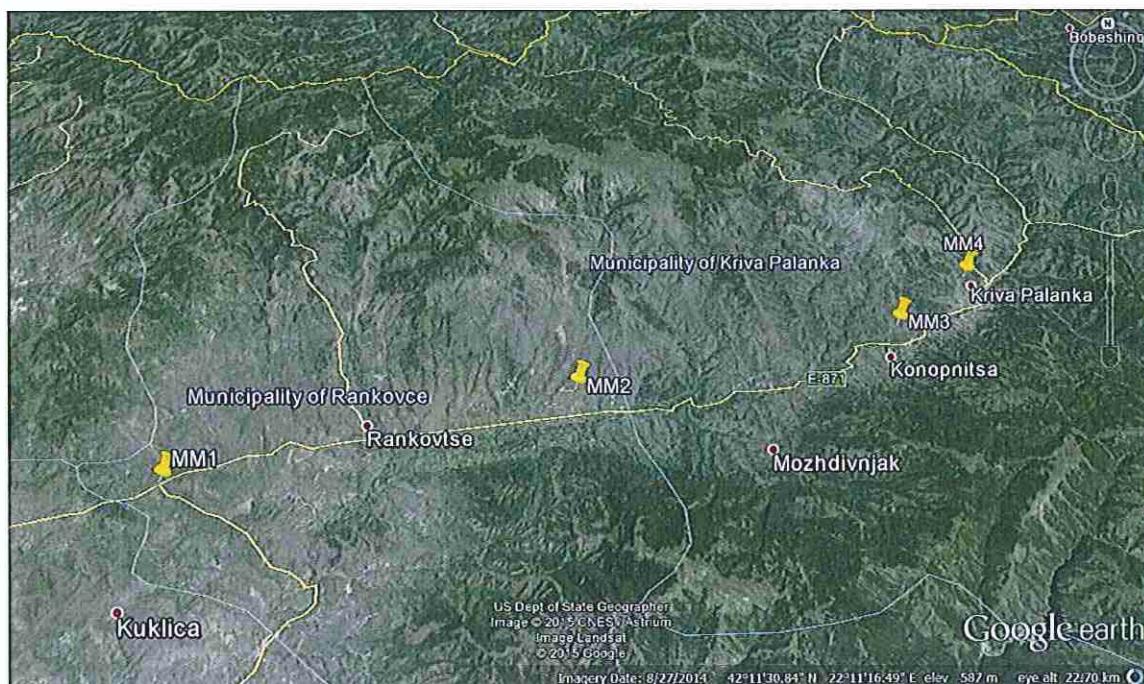 N
Bobeshino
MM4
Municipality of Kriva Palanka
Kriva Palanka
MM3
Konopnitsa
E-871
MM2
Municipality of Rankovce
Rankovtse
Mozhdivnjak
MM1
Kuklica
US Dept of State Geographer
Image © 2015 CNES / Astrium
Image Landsat
© 2015 Google
Google earth
Imagery Date: 8/27/2014 42°11'30.84" N 22°11'16.49" E elev 587 m eye alt 22.70 km